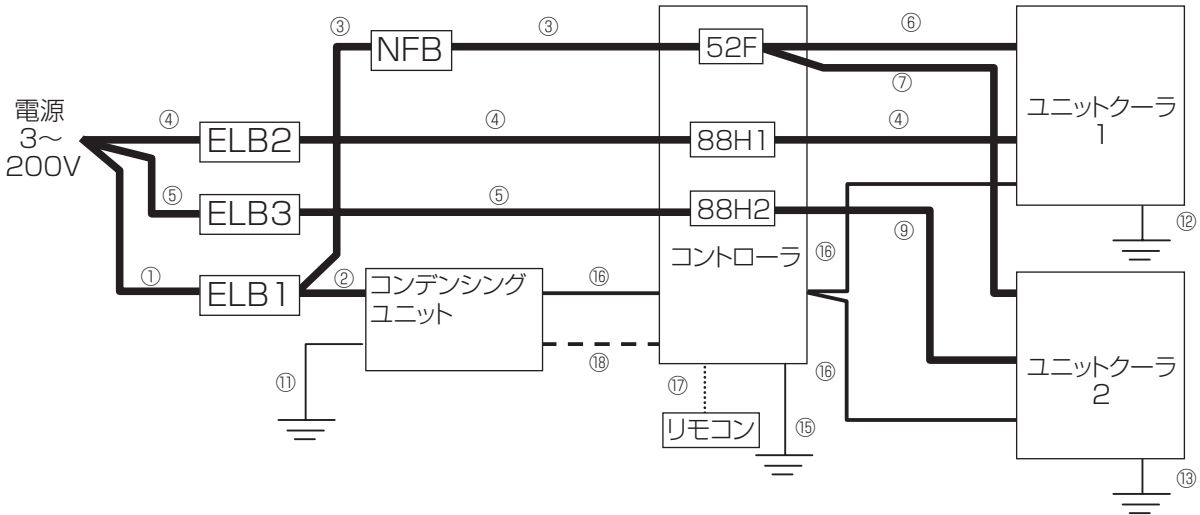 ③
③
⑥
NFB
52F
⑦
電源
3~
200V
④
ELB2
④
88H1
④
ユニットクーラ
1
⑤
ELB3
⑤
88H2
⑨
⑫
①
ELB1
②
コンデンシング
ユニット
⑯
コントローラ
⑯
⑱
⑪
⑰
リモコン
⑮
⑯
ユニットクーラ
2
⑬